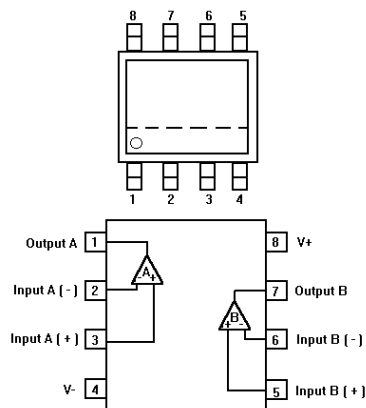 8 7 6 5
1 2 3 4
Output A 1
8 V+
A
- +
Input A ( - ) 2
7 Output B
B
+ -
Input A ( + ) 3
6 Input B ( - )
V- 4
5 Input B ( + )